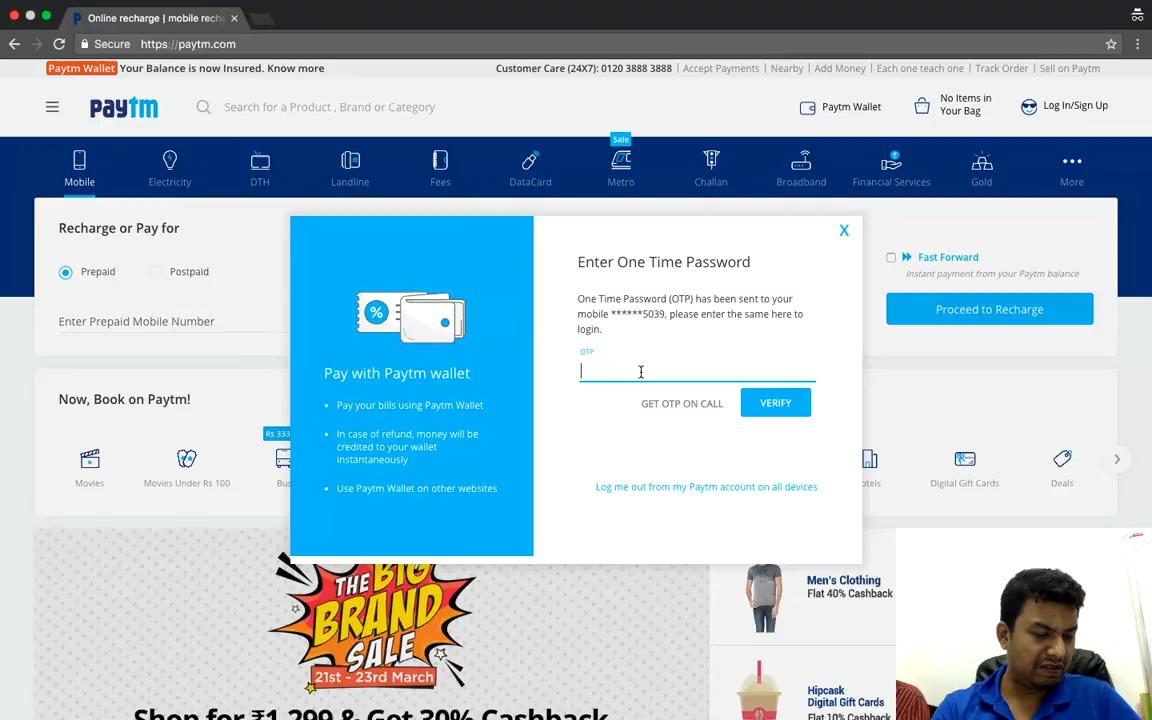 Online recharge | mobile rech
Secure https://paytm.com
Paytm Wallet Your Balance is now Insured. Know more
Customer Care (24X7): 0120 3888 3888 Accept Payments Nearby Add Money Each one teach one Track Order Sell on Paytm
paytm
Search for a Product , Brand or Category
Paytm Wallet
No Items in
Your Bag
Log In/Sign Up
Sale
Mobile Electricity DTH Landline Fees DataCard Metro Challan Broadband Financial Services Gold More
Recharge or Pay for
Prepaid Postpaid
Enter Prepaid Mobile Number
Fast Forward
Instant payment from your Paytm balance
Proceed to Recharge
X
Enter One Time Password
One Time Password (OTP) has been sent to your
mobile ******5039, please enter the same here to
login.
OTP
GET OTP ON CALL VERIFY
Log me out from my Paytm account on all devices
%
Pay with Paytm wallet
Pay your bills using Paytm Wallet
In case of refund, money will be
credited to your wallet
instantaneously
Use Paytm Wallet on other websites
Now, Book on Paytm!
Rs 333
Movies Movies Under Rs 100 Bus otels Digital Gift Cards Deals
THE BIG
BRAND
SALE
21st - 23rd March
Shop for ₹1,299 & Get 30% Cashback
Men's Clothing
Flat 40% Cashback
Hipcask
Digital Gift Cards
Flat 10% Cashback